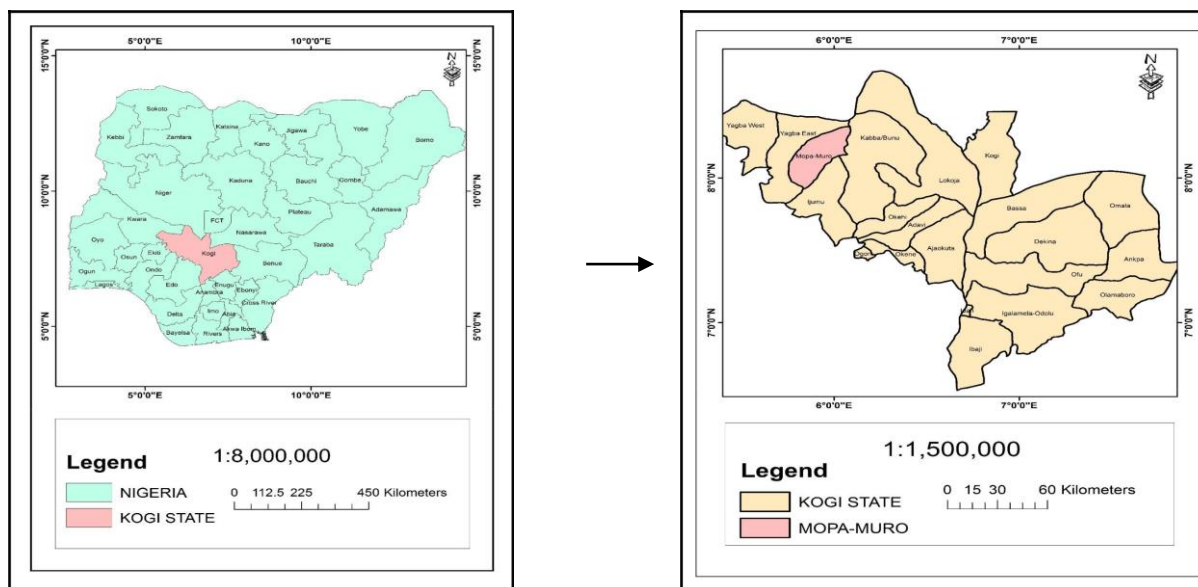 5°0'0"E 10°0'0"E
15°0'0"N
N
Sokoto
Kebbi
Zamfara
Katsina
Kano
Jigawa
Yobe
Borno
Kaduna
Bauchi
Gombe
Niger
10°0'0"N 10°0'0"N
Adamawa
Plateau
FCT
Kwara
Nasarawa
Taraba
Oyo
Kogi
Osun
Ekiti
Benue
Ogun
Ondo
Lagos
Edo
Enugu
Anambra
Ebonyi
Cross River
Delta
Imo
Abia
Bayelsa
Rivers
Akwa Ibom
5°0'0"N 5°0'0"N
5°0'0"E 10°0'0"E
Legend
1:8,000,000
NIGERIA
KOGI STATE
0 112.5 225 450 Kilometers
6°0'0"E 7°0'0"E
N
Yagba West
Yagba East
Kabba/Bunu
Mopa-Muro
Kogi
8°0'0"N 8°0'0"N
Lokoja
Ijumu
Bassa
Omala
Okehi
Adavi
Dekina
Ajaokuta
Okene
Ankpa
Ofu
Olamaboro
Igalamela-Odolu
7°0'0"N 7°0'0"N
Ibaji
6°0'0"E 7°0'0"E
1:1,500,000
Legend
KOGI STATE
MOPA-MURO
0 15 30 60 Kilometers